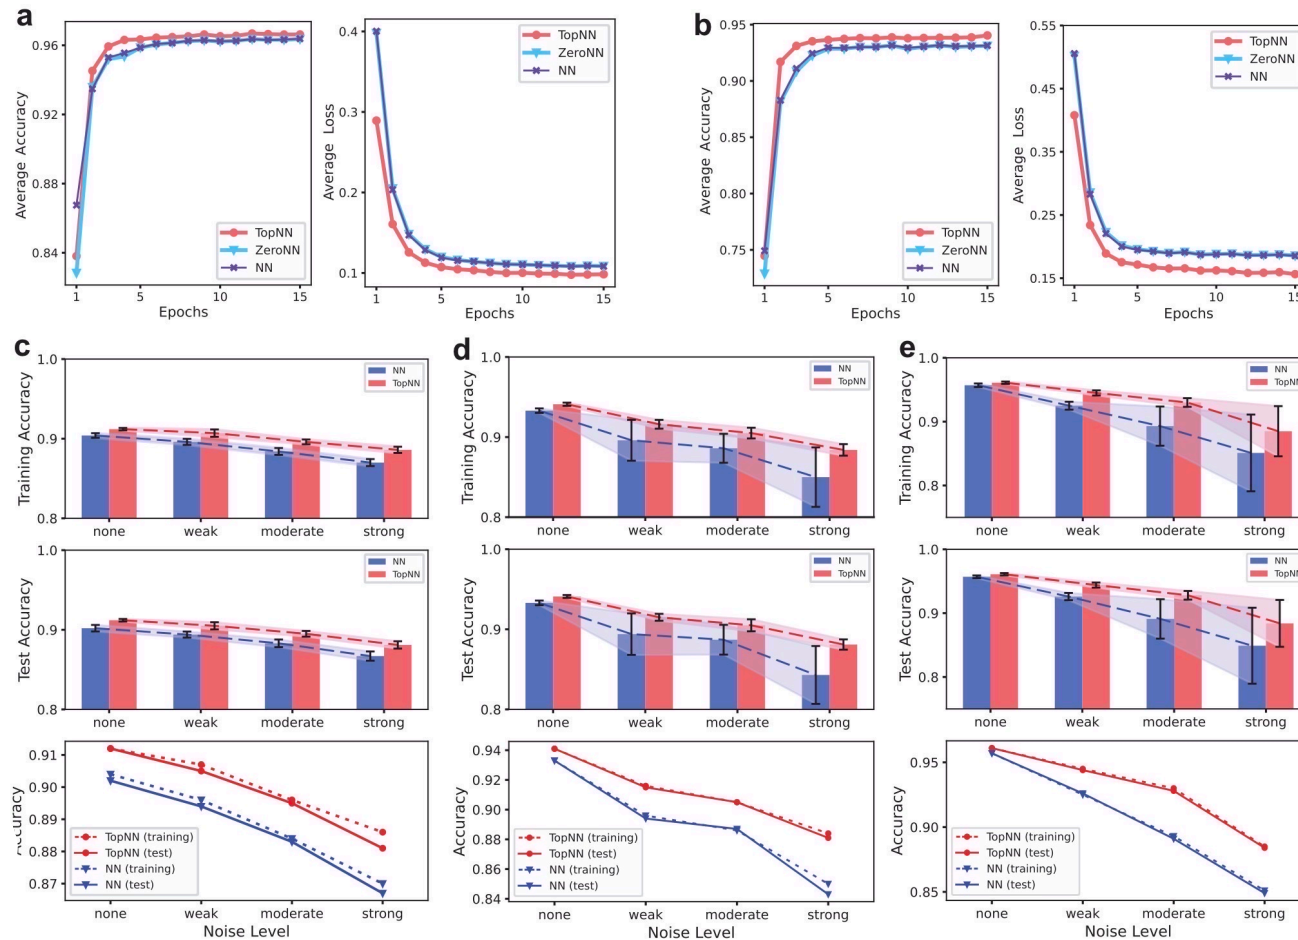 a
Average Accuracy
0.96
0.92
0.88
0.84
TopNN
ZeroNN
NN
1
5
10
15
Epochs
Average Loss
0.4
0.3
0.2
0.1
TopNN
ZeroNN
NN
1
5
10
15
Epochs
b
Average Accuracy
0.95
0.90
0.85
0.80
0.75
TopNN
ZeroNN
NN
1
5
10
15
Epochs
Average Loss
0.55
0.45
0.35
0.25
0.15
TopNN
ZeroNN
NN
1
5
10
15
Epochs
c
Training Accuracy
1.0
0.9
0.8
NN
TopNN
none
weak
moderate
strong
Test Accuracy
1.0
0.9
0.8
NN
TopNN
none
weak
moderate
strong
Accuracy
0.91
0.90
0.89
0.88
0.87
TopNN (training)
TopNN (test)
NN (training)
NN (test)
none
weak
moderate
strong
Noise Level
d
Training Accuracy
1.0
0.9
0.8
NN
TopNN
none
weak
moderate
strong
Test Accuracy
1.0
0.9
0.8
NN
TopNN
none
weak
moderate
strong
Accuracy
0.94
0.92
0.90
0.88
0.86
0.84
TopNN (training)
TopNN (test)
NN (training)
NN (test)
none
weak
moderate
strong
Noise Level
e
Training Accuracy
1.0
0.9
0.8
NN
TopNN
none
weak
moderate
strong
Test Accuracy
1.0
0.9
0.8
NN
TopNN
none
weak
moderate
strong
Accuracy
0.95
0.90
0.85
TopNN (training)
TopNN (test)
NN (training)
NN (test)
none
weak
moderate
strong
Noise Level